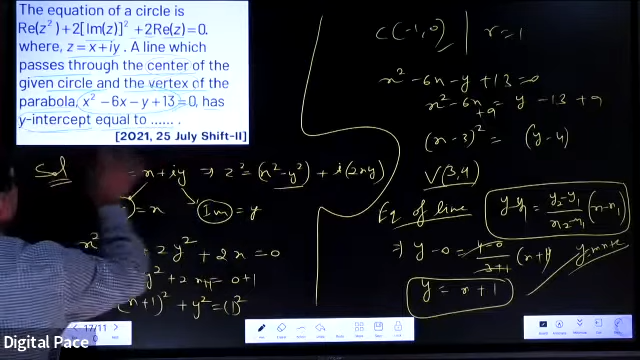 The equation of a circle is
Re(z²)+2[Im(z)]²+2Re(z)=0.
where, z=x+iy. A line which
passes through the center of the
given circle and the vertex of the
parabola, x²−6x−y+13=0, has
y-intercept equal to ......
[2021, 25 July Shift-II]
Sol
= x+iy ⇒ z² = (x²−y²) + i(2xy)
= x Im = y
x² + 2y² + 2x = 0
y²+2x+1 = 0+1
(x+1)² + y² = (1)²
C(-1,0) | r=1
x²−6x−y+13=0
x²−6x+9 = y−13+9
(x−3)² = (y−4)
V(3,4)
Eq of line
y−y₁ = y₂−y₁/x₂−x₁ (x−x₁)
⇒ y−0 = 4−0/3+1 (x+1)
y=mx+c
y = x+1
17/11
0
Digital Pace